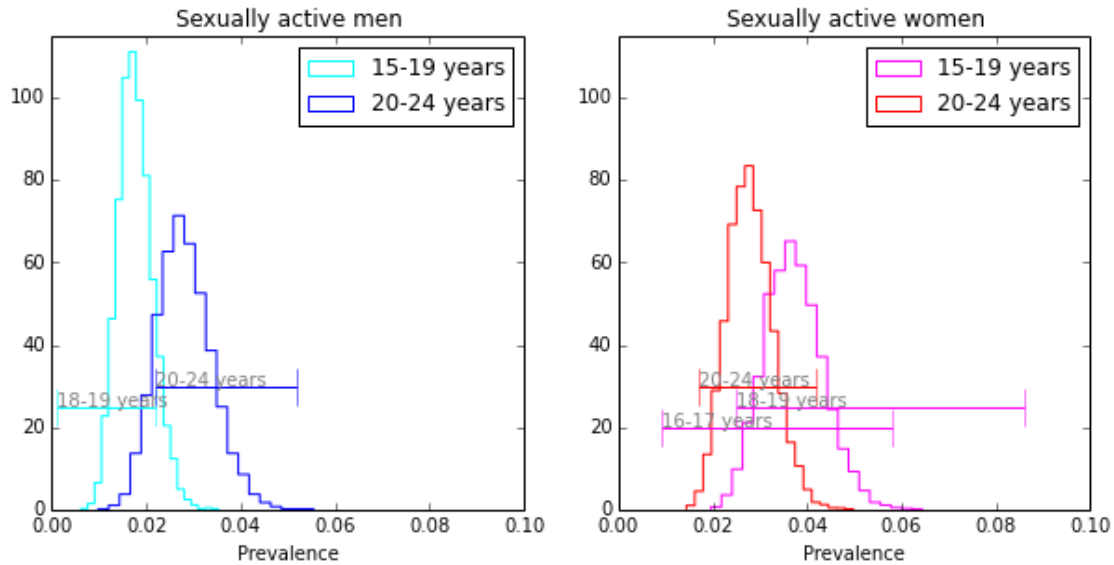 Sexually active men
15-19 years
20-24 years
100
80
60
40
20
0
20-24 years
18-19 years
0.00 0.02 0.04 0.06 0.08 0.10
Prevalence
Sexually active women
15-19 years
20-24 years
100
80
60
40
20
0
20-24 years
18-19 years
16-17 years
0.00 0.02 0.04 0.06 0.08 0.10
Prevalence